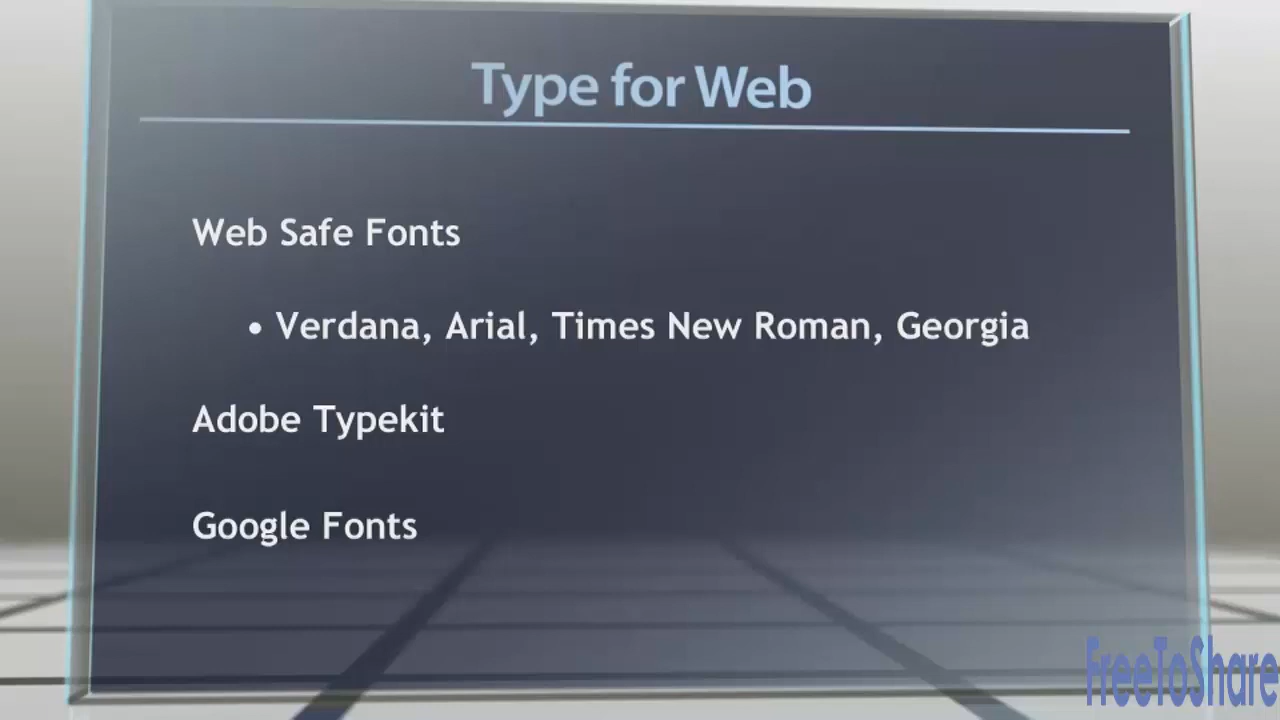 Type for Web
Web Safe Fonts
• Verdana, Arial, Times New Roman, Georgia
Adobe Typekit
Google Fonts
FreeToShare